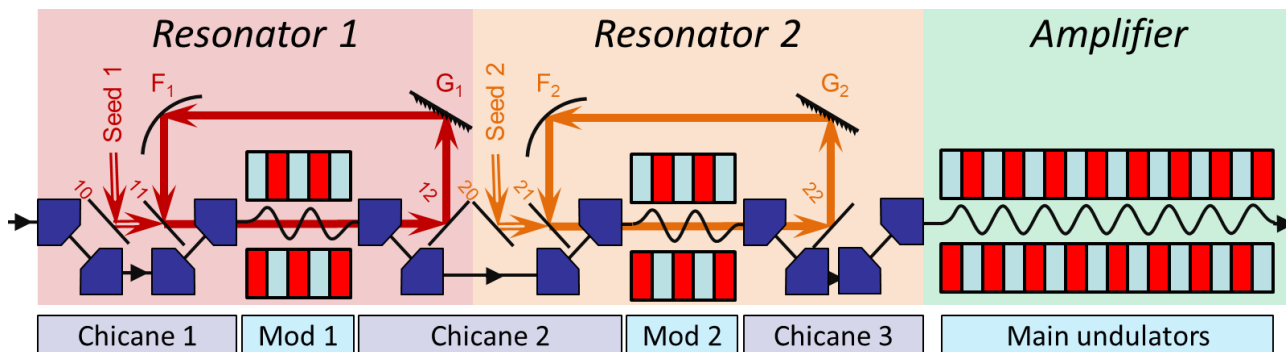 Resonator 1
Resonator 2
Amplifier
Seed 1
F₁
G₁
Seed 2
F₂
G₂
10
11
12
20
21
22
Chicane 1
Mod 1
Chicane 2
Mod 2
Chicane 3
Main undulators